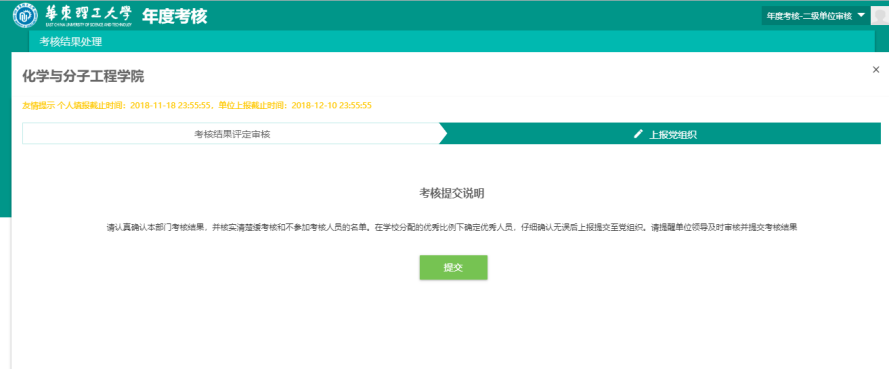 華東理工大學 年度考核
EAST CHINA UNIVERSITY OF SCIENCE AND TECHNOLOGY
年度考核-二级单位审核
考核结果处理
化学与分子工程学院
×
友情提示 个人填报截止时间：2018-11-18 23:55:55，单位上报截止时间：2018-12-10 23:55:55
考核结果评定审核
上报党组织
考核提交说明
请认真确认本部门考核结果，并核实清楚缓考核和不参加考核人员的名单。在学校分配的优秀比例下确定优秀人员，仔细确认无误后上报提交至党组织。请提醒单位领导及时审核并提交考核结果
提交